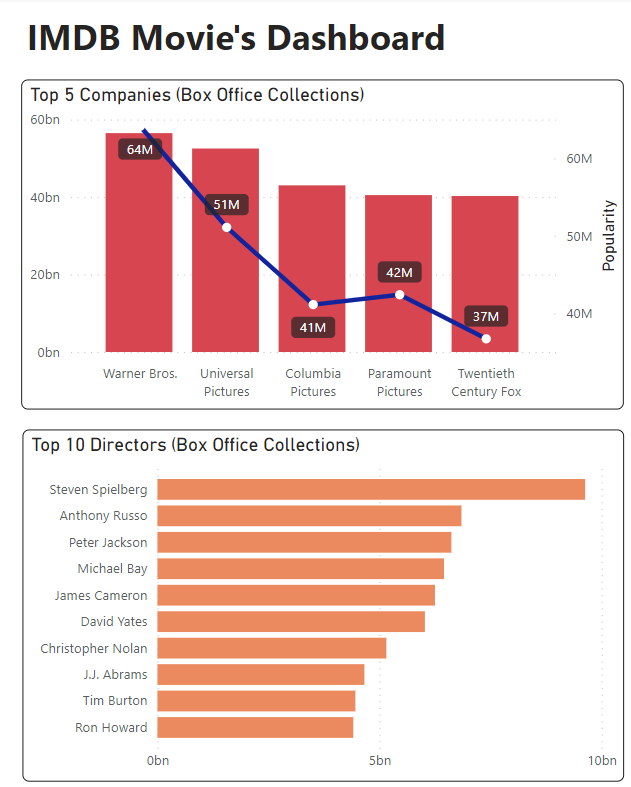 IMDB Movie's Dashboard
Top 5 Companies (Box Office Collections)
60bn
40bn
20bn
0bn
64M
51M
41M
42M
37M
60M
50M
40M
Popularity
Warner Bros.
Universal
Pictures
Columbia
Pictures
Paramount
Pictures
Twentieth
Century Fox
Top 10 Directors (Box Office Collections)
Steven Spielberg
Anthony Russo
Peter Jackson
Michael Bay
James Cameron
David Yates
Christopher Nolan
J.J. Abrams
Tim Burton
Ron Howard
0bn
5bn
10bn